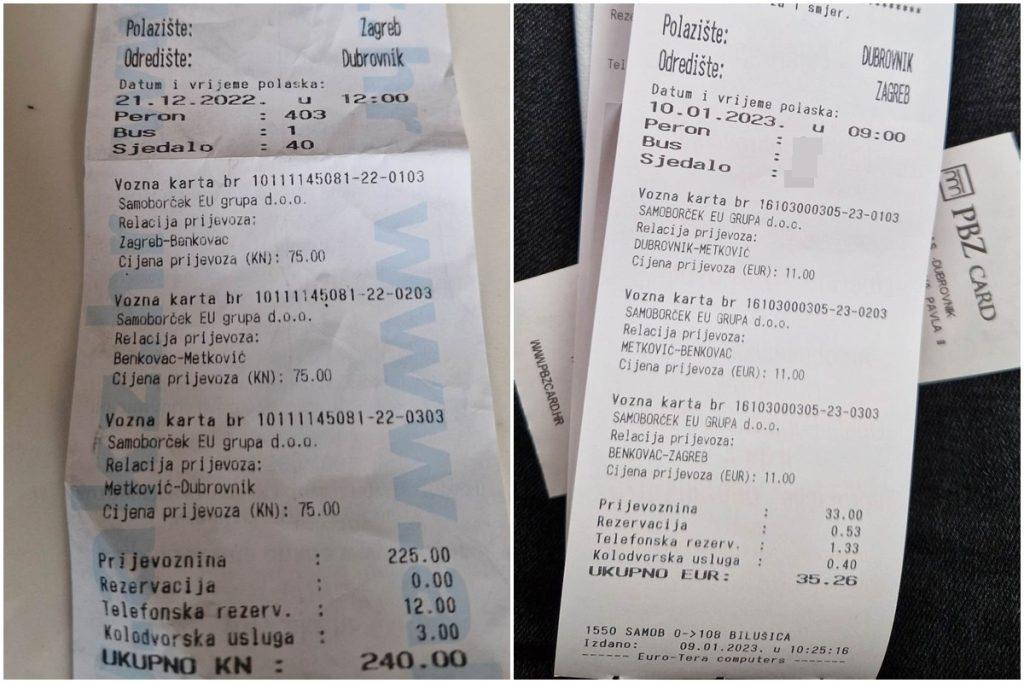 Polazište: Zagreb
Odredište: Dubrovnik
Datum i vrijeme polaska:
21.12.2022. u 12:00
Peron : 403
Bus : 1
Sjedalo : 40
Vozna karta br 10111145081-22-0103
Samoborček EU grupa d.o.o.
Relacija prijevoza:
Zagreb-Benkovac
Cijena prijevoza (KN): 75.00
Vozna karta br 10111145081-22-0203
Samoborček EU grupa d.o.o.
Relacija prijevoza:
Benkovac-Metković
Cijena prijevoza (KN): 75.00
Vozna karta br 10111145081-22-0303
Samoborček EU grupa d.o.o.
Relacija prijevoza:
Metković-Dubrovnik
Cijena prijevoza (KN): 75.00
Prijevoznina : 225.00
Rezervacija : 0.00
Telefonska rezerv. : 12.00
Kolodvorska usluga : 3.00
UKUPNO KN : 240.00
www.
hr
za 1 smjer. ********
Polazište: DUBROVNIK
Odredište: ZAGREB
Datum i vrijeme polaska:
10.01.2023. u 09:00
Peron :
Bus :
Sjedalo :
Vozna karta br 16103000305-23-0103
SAMOBORČEK EU GRUPA d.o.o.
Relacija prijevoza:
DUBROVNIK-METKOVIĆ
Cijena prijevoza (EUR): 11.00
Vozna karta br 16103000305-23-0203
SAMOBORČEK EU GRUPA d.o.o.
Relacija prijevoza:
METKOVIĆ-BENKOVAC
Cijena prijevoza (EUR): 11.00
Vozna karta br 16103000305-23-0303
SAMOBORČEK EU GRUPA d.o.o.
Relacija prijevoza:
BENKOVAC-ZAGREB
Cijena prijevoza (EUR): 11.00
Prijevoznina : 33.00
Rezervacija : 0.53
Telefonska rezerv. : 1.33
Kolodvorska usluga : 0.40
UKUPNO EUR: 35.26
1550 SAMOB 0->108 BILUŠICA
Izdano: 09.01.2023. u 10:25:16
------ Euro-Tera computers ------
Reze
Tel
PBZ CARD
DUBROVNIK
PAVLA
WWW.PBZCARD.HR